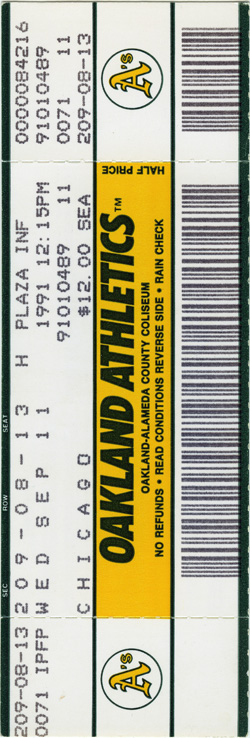 209-08-13
0071 IPFP
A's
SEC ROW SEAT
209-08-13 H PLAZA INF
WED SEP 11 1991 12:15PM
91010489 11
CHICAGO $12.00 SEA
HALF PRICE
OAKLAND ATHLETICS™
OAKLAND-ALAMEDA COUNTY COLISEUM
NO REFUNDS • READ CONDITIONS REVERSE SIDE • RAIN CHECK
0000084216
91010489
0071 11
209-08-13
A's